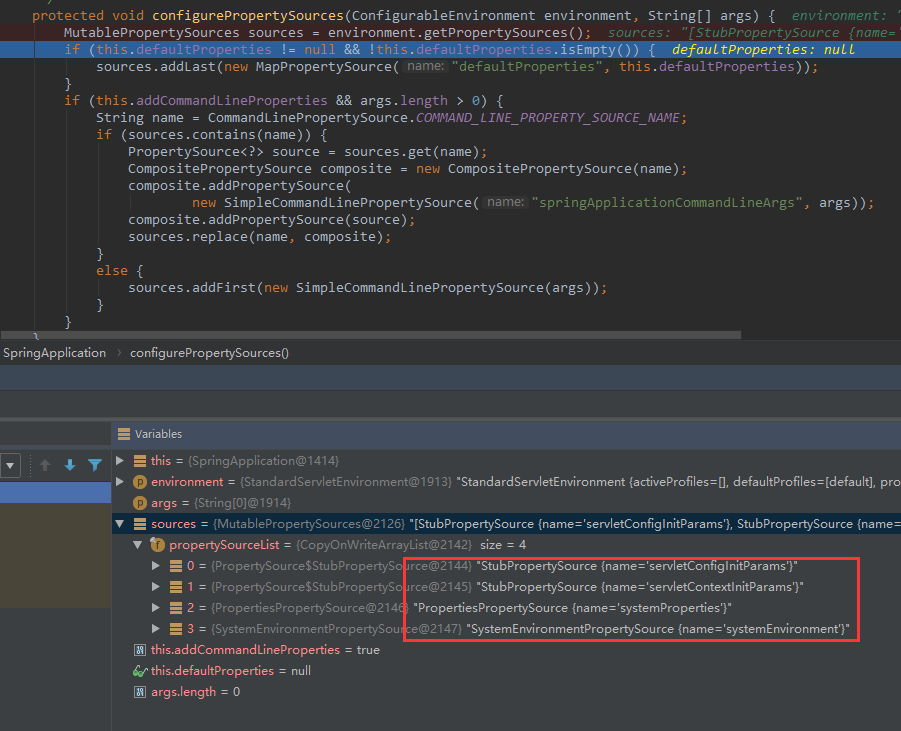 protected void configurePropertySources(ConfigurableEnvironment environment, String[] args) {  environment: "
MutablePropertySources sources = environment.getPropertySources();  sources: "[StubPropertySource {name='
if (this.defaultProperties != null && !this.defaultProperties.isEmpty()) {  defaultProperties: null
sources.addLast(new MapPropertySource( name: "defaultProperties", this.defaultProperties));
}
if (this.addCommandLineProperties && args.length > 0) {
String name = CommandLinePropertySource.COMMAND_LINE_PROPERTY_SOURCE_NAME;
if (sources.contains(name)) {
PropertySource<?> source = sources.get(name);
CompositePropertySource composite = new CompositePropertySource(name);
composite.addPropertySource(
new SimpleCommandLinePropertySource( name: "springApplicationCommandLineArgs", args));
composite.addPropertySource(source);
sources.replace(name, composite);
}
else {
sources.addFirst(new SimpleCommandLinePropertySource(args));
}
}
SpringApplication › configurePropertySources()
Variables
this = {SpringApplication@1414}
environment = {StandardServletEnvironment@1913} "StandardServletEnvironment {activeProfiles=[], defaultProfiles=[default], pro
args = {String[0]@1914}
sources = {MutablePropertySources@2126} "[StubPropertySource {name='servletConfigInitParams'}, StubPropertySource {name=
propertySourceList = {CopyOnWriteArrayList@2142} size = 4
0 = {PropertySource$StubPropertySource@2144} "StubPropertySource {name='servletConfigInitParams'}"
1 = {PropertySource$StubPropertySource@2145} "StubPropertySource {name='servletContextInitParams'}"
2 = {PropertiesPropertySource@2146} "PropertiesPropertySource {name='systemProperties'}"
3 = {SystemEnvironmentPropertySource@2147} "SystemEnvironmentPropertySource {name='systemEnvironment'}"
this.addCommandLineProperties = true
this.defaultProperties = null
args.length = 0